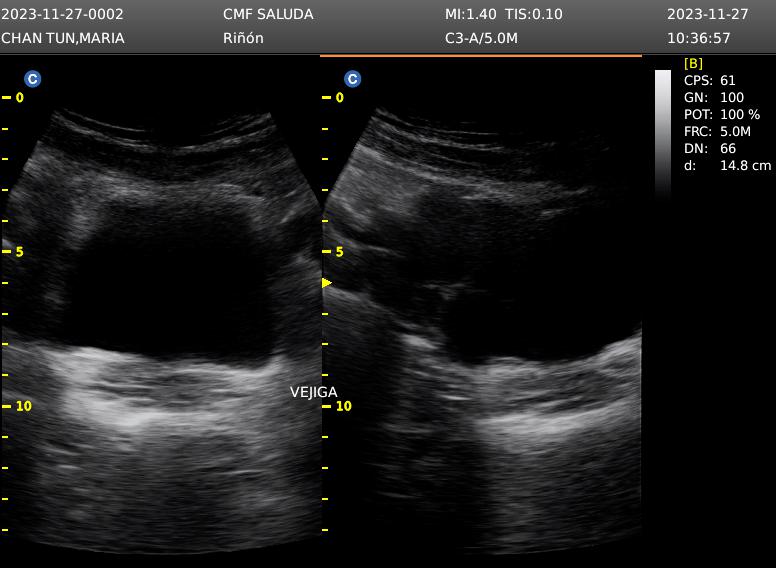 2023-11-27-0002 CMF SALUDA MI:1.40 TIS:0.10 2023-11-27
CHAN TUN,MARIA Riñón C3-A/5.0M 10:36:57
[B]
C C CPS: 61
0 0 GN: 100
POT: 100 %
FRC: 5.0M
DN: 66
d: 14.8 cm
5 5
VEJIGA
10 10